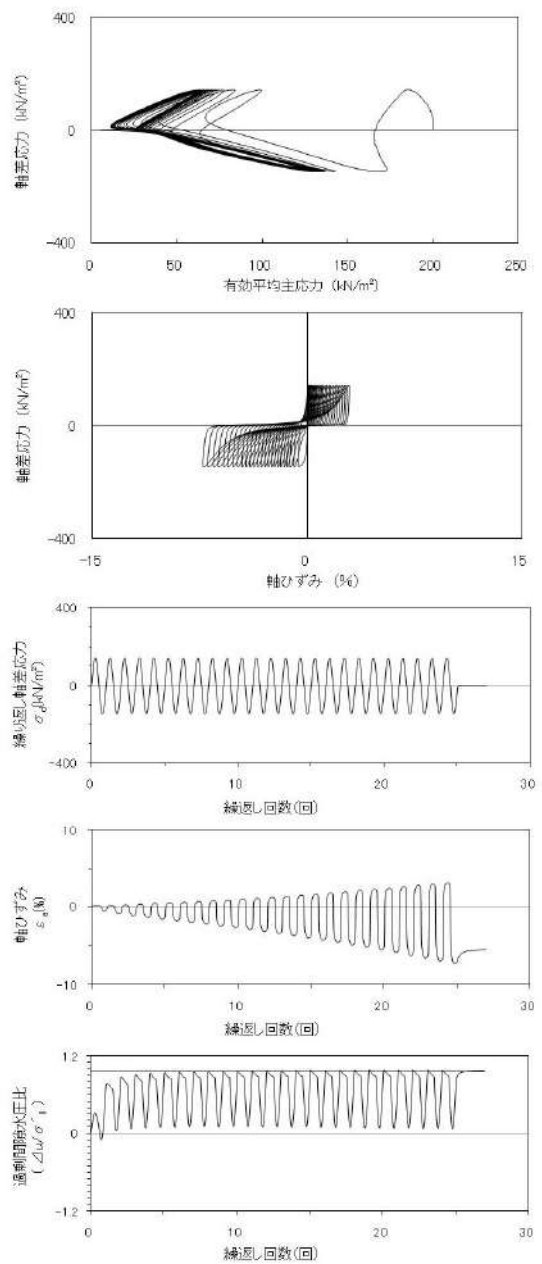 400
0
-400
軸差応力 (kN/m²)
0 50 100 150 200 250
有効平均主応力 (kN/m²)
400
0
-400
軸差応力 (kN/m²)
-15 0 15
軸ひずみ (%)
400
0
-400
繰り返し軸差応力
σd(kN/m²)
0 10 20 30
繰返し回数(回)
10
0
-10
軸ひずみ
εa(%)
0 10 20 30
繰返し回数(回)
1.2
0
-1.2
過剰間隙水圧比
0 10 20 30
繰返し回数(回)